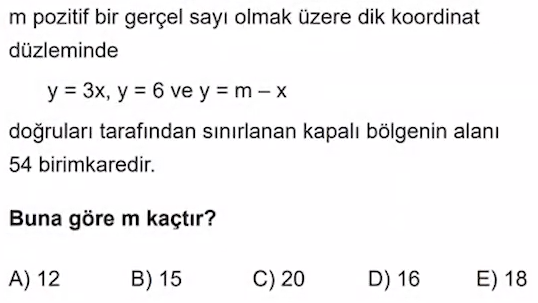 m pozitif bir gerçel sayı olmak üzere dik koordinat
düzleminde
y = 3x, y = 6 ve y = m – x
doğruları tarafından sınırlanan kapalı bölgenin alanı
54 birimkaredir.
Buna göre m kaçtır?
A) 12 B) 15 C) 20 D) 16 E) 18